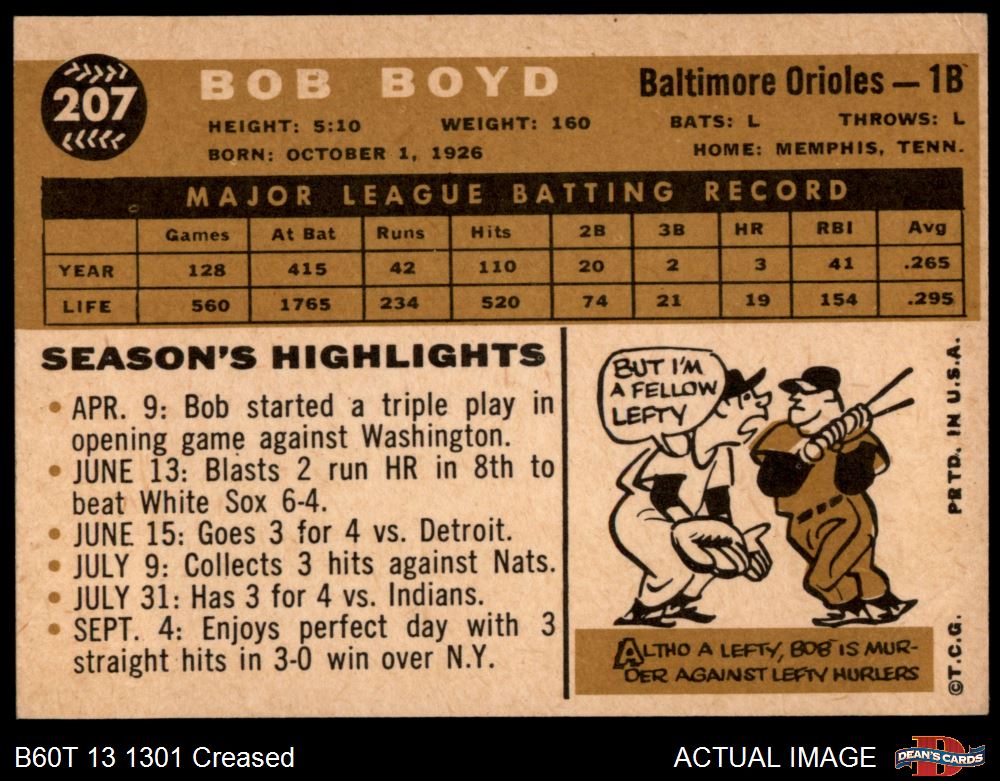 207
BOB BOYD
Baltimore Orioles — 1B
HEIGHT: 5:10 WEIGHT: 160 BATS: L THROWS: L
BORN: OCTOBER 1, 1926 HOME: MEMPHIS, TENN.
MAJOR LEAGUE BATTING RECORD
Games At Bat Runs Hits 2B 3B HR RBI Avg
YEAR 128 415 42 110 20 2 3 41 .265
LIFE 560 1765 234 520 74 21 19 154 .295
SEASON'S HIGHLIGHTS
• APR. 9: Bob started a triple play in
opening game against Washington.
• JUNE 13: Blasts 2 run HR in 8th to
beat White Sox 6-4.
• JUNE 15: Goes 3 for 4 vs. Detroit.
• JULY 9: Collects 3 hits against Nats.
• JULY 31: Has 3 for 4 vs. Indians.
• SEPT. 4: Enjoys perfect day with 3
straight hits in 3-0 win over N.Y.
BUT I'M
A FELLOW
LEFTY
ALTHO A LEFTY, BOB IS MUR-
DER AGAINST LEFTY HURLERS
©T.C.G. PRTD. IN U.S.A.
B60T 13 1301 Creased
ACTUAL IMAGE
D
DEAN'S CARDS